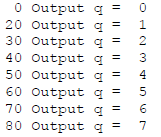 0 Output q = 0
20 Output q = 1
30 Output q = 2
40 Output q = 3
50 Output q = 4
60 Output q = 5
70 Output q = 6
80 Output q = 7